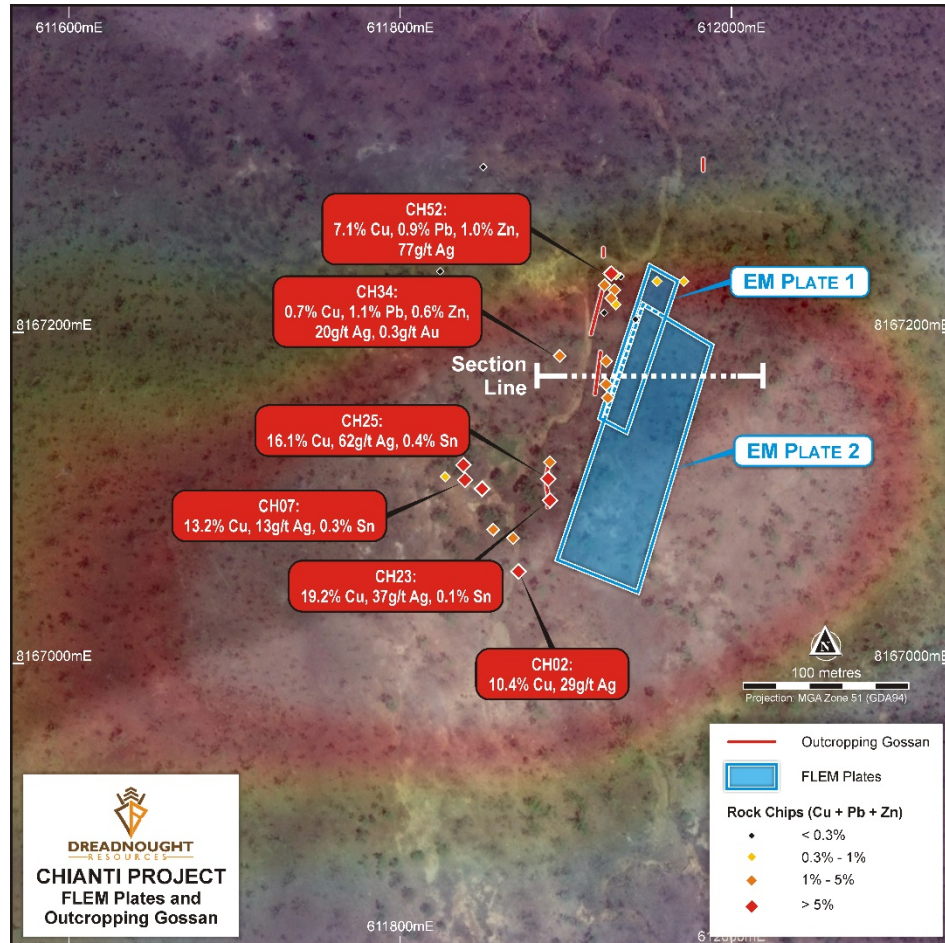 611600mE
611800mE
612000mE
CH52:
7.1% Cu, 0.9% Pb, 1.0% Zn,
77g/t Ag
EM PLATE 1
CH34:
0.7% Cu, 1.1% Pb, 0.6% Zn,
20g/t Ag, 0.3g/t Au
8167200mE
8167200mE
Section
Line
CH25:
16.1% Cu, 62g/t Ag, 0.4% Sn
EM PLATE 2
CH07:
13.2% Cu, 13g/t Ag, 0.3% Sn
CH23:
19.2% Cu, 37g/t Ag, 0.1% Sn
N
8167000mE
8167000mE
CH02:
10.4% Cu, 29g/t Ag
100 metres
Projection: MGA Zone 51 (GDA94)
Outcropping Gossan
FLEM Plates
Rock Chips (Cu + Pb + Zn)
< 0.3%
0.3% - 1%
1% - 5%
> 5%
DREADNOUGHT
RESOURCES
CHIANTI PROJECT
FLEM Plates and
Outcropping Gossan
611800mE